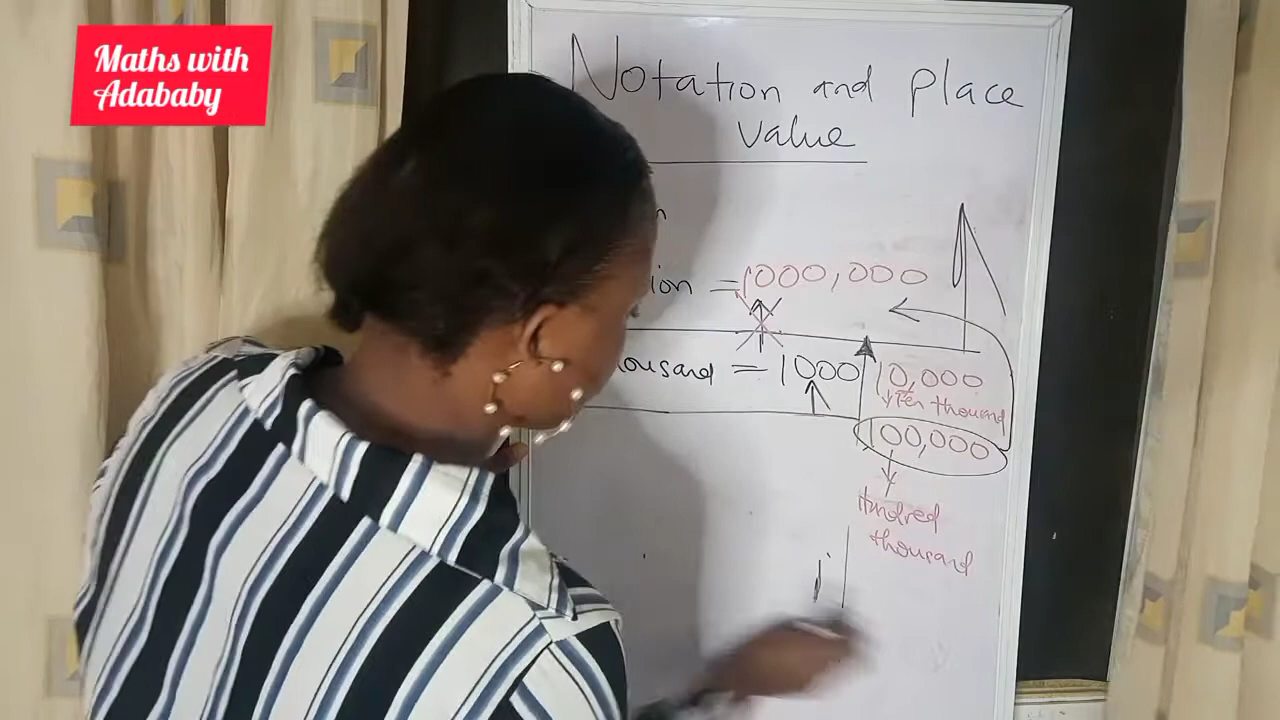 Maths with
Adababy
Notation and place
value
n
ion = 1000,000
housand = 1000
10,000
Ten thousand
100,000
Hundred
thousand